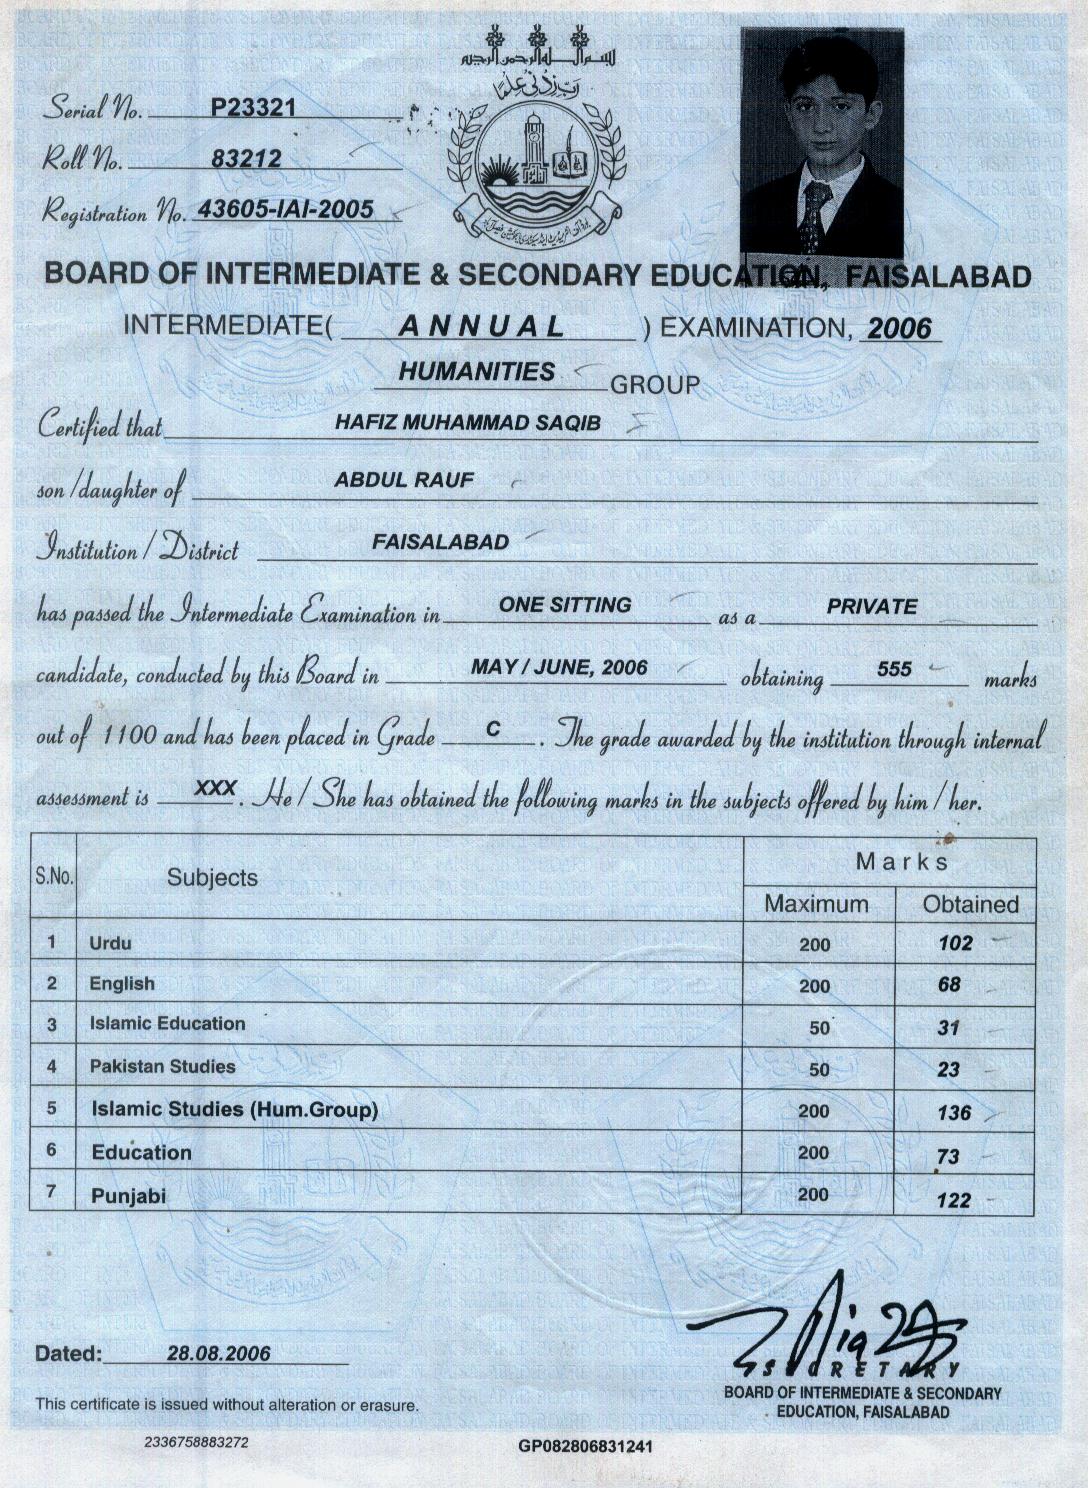 بسم الله الرحمن الرحيم
رَبِّ زِدْنِي عِلْمًا
Serial No. P23321
Roll No. 83212
Registration No. 43605-IAI-2005
BOARD OF INTERMEDIATE & SECONDARY EDUCATION, FAISALABAD
INTERMEDIATE( ANNUAL ) EXAMINATION, 2006
HUMANITIES GROUP
Certified that HAFIZ MUHAMMAD SAQIB
son/daughter of ABDUL RAUF
Institution / District FAISALABAD
has passed the Intermediate Examination in ONE SITTING as a PRIVATE
candidate, conducted by this Board in MAY / JUNE, 2006 obtaining 555 marks
out of 1100 and has been placed in Grade C . The grade awarded by the institution through internal
assessment is XXX . He / She has obtained the following marks in the subjects offered by him / her.
S.No. Subjects Marks
Maximum Obtained
1 Urdu 200 102
2 English 200 68
3 Islamic Education 50 31
4 Pakistan Studies 50 23
5 Islamic Studies (Hum.Group) 200 136
6 Education 200 73
7 Punjabi 200 122
Dated: 28.08.2006
SECRETARY
BOARD OF INTERMEDIATE & SECONDARY
EDUCATION, FAISALABAD
This certificate is issued without alteration or erasure.
2336758883272 GP082806831241